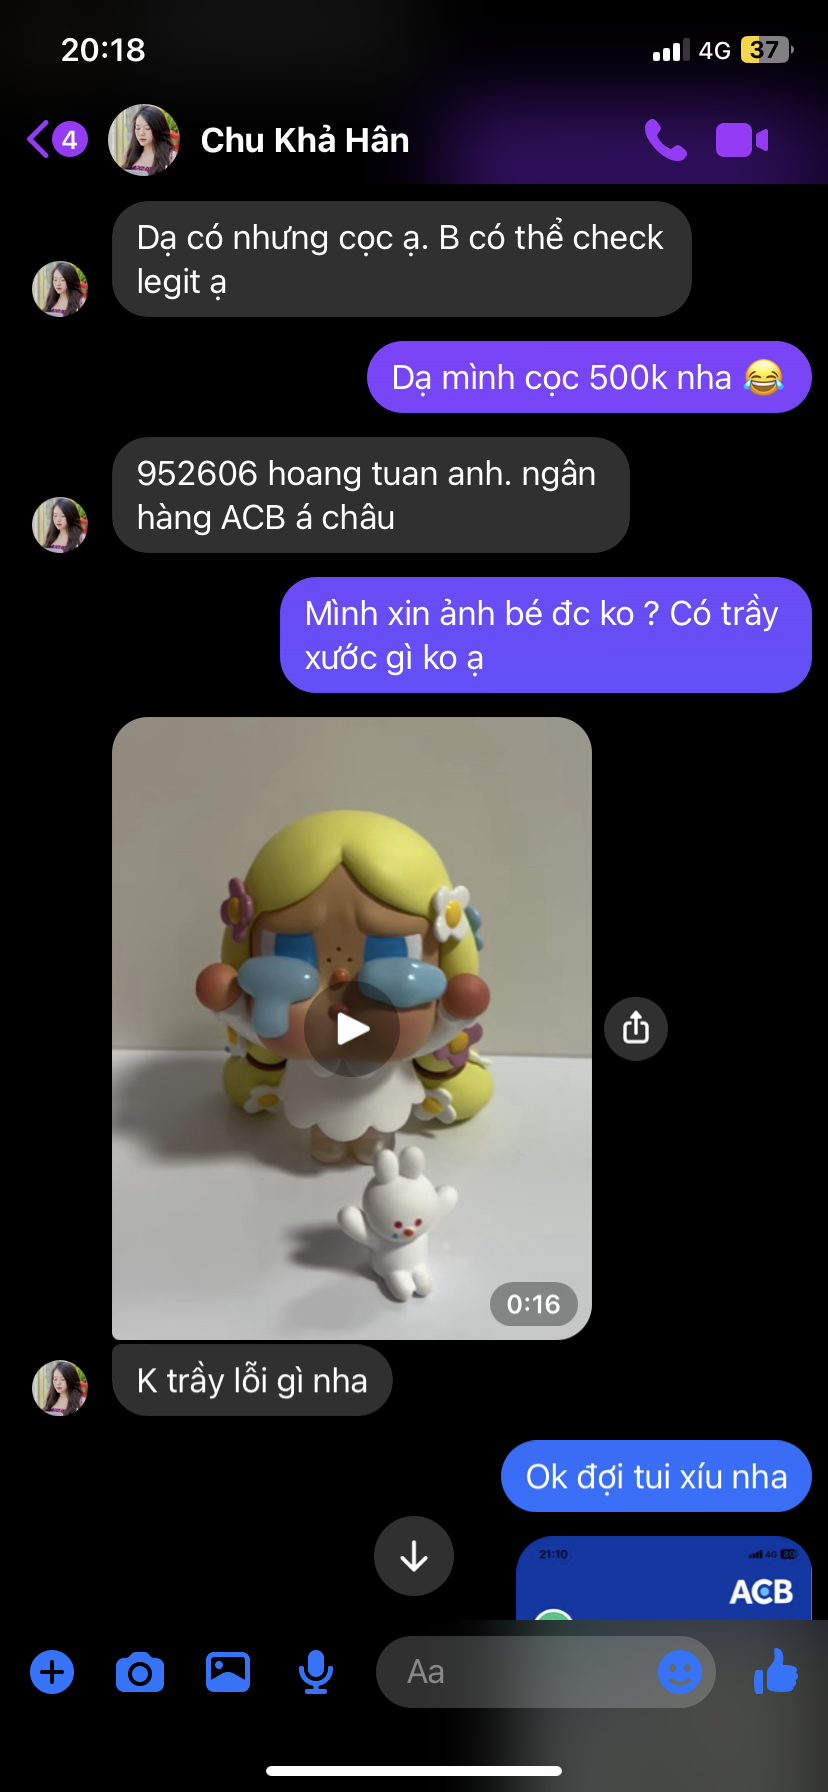 20:18
4G
37
4
Chu Khả Hân
Dạ có nhưng cọc ạ. B có thể check
legit ạ
Dạ mình cọc 500k nha 😂
952606 hoang tuan anh. ngân
hàng ACB á châu
Mình xin ảnh bé đc ko ? Có trầy
xước gì ko ạ
0:16
K trầy lỗi gì nha
Ok đợi tui xíu nha
21:10
4G
80
ACB
Aa